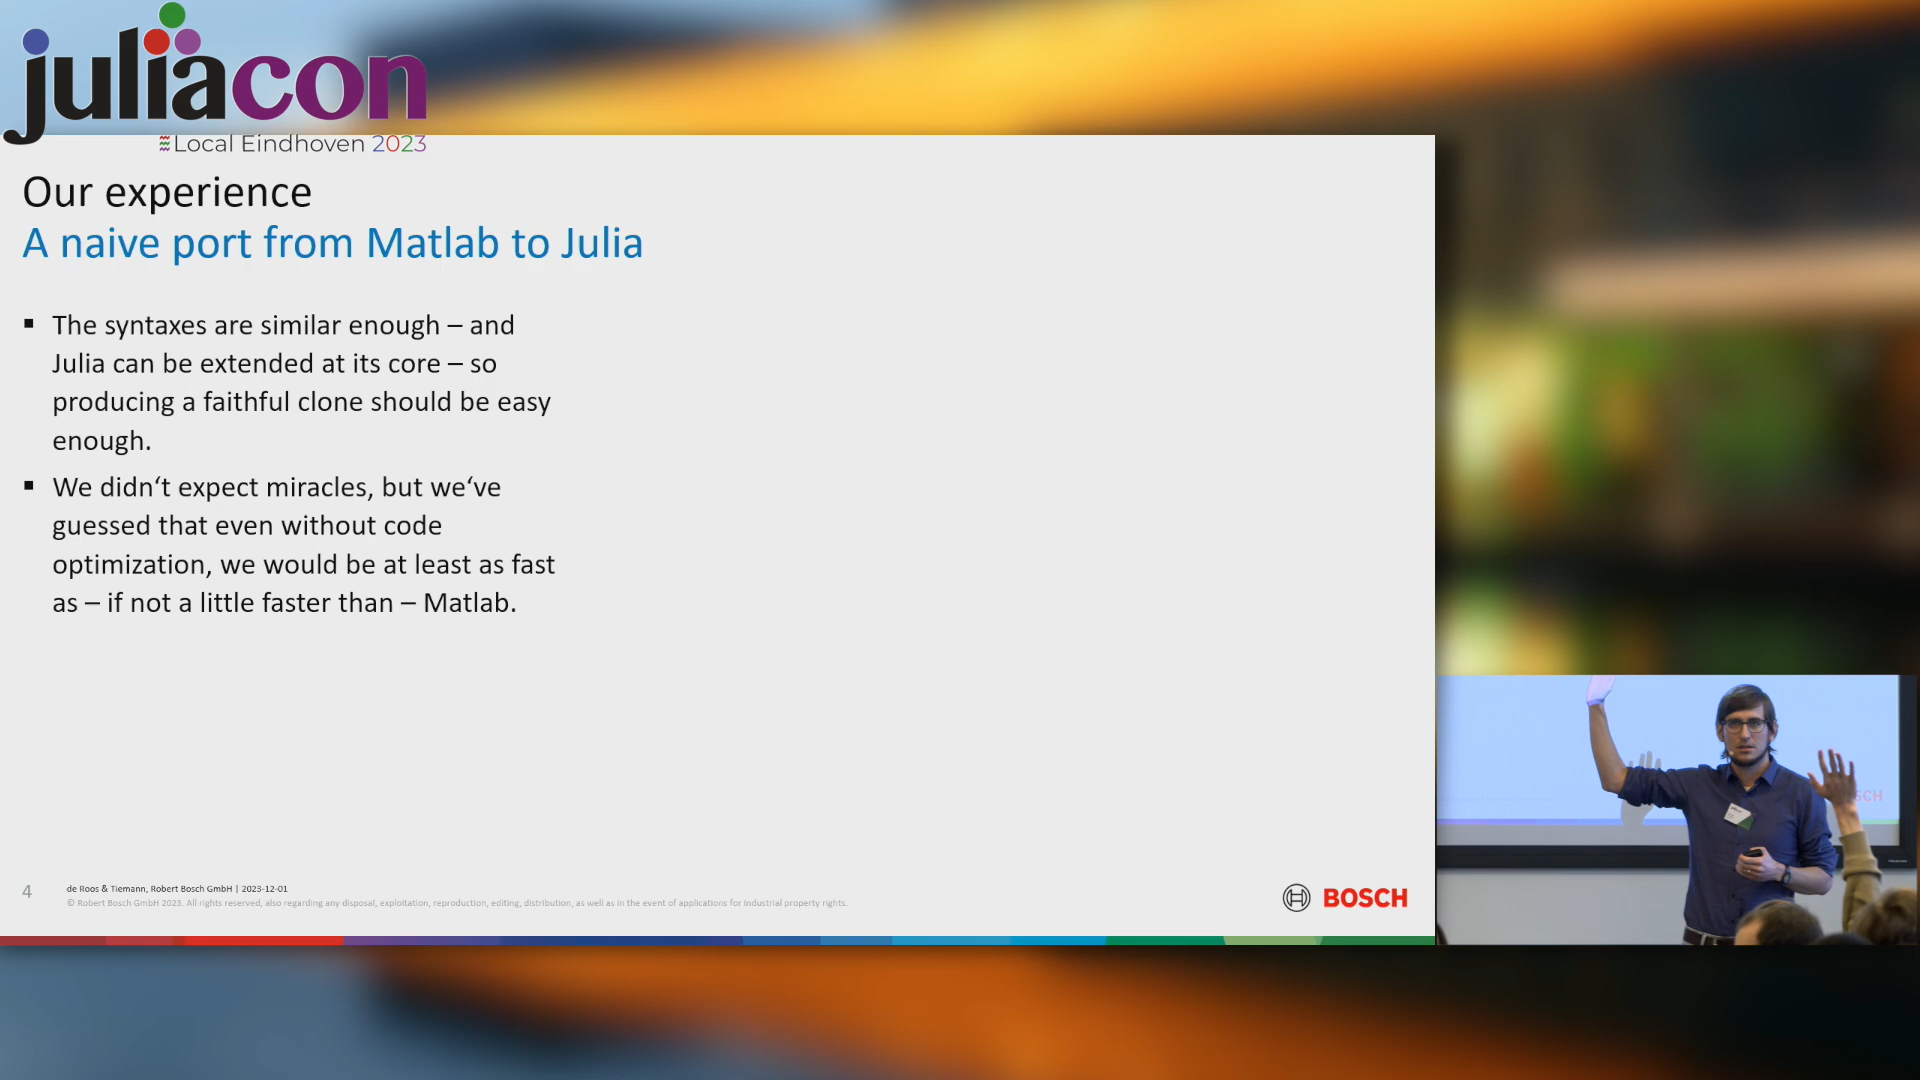 juliacon
Local Eindhoven 2023
Our experience
A naive port from Matlab to Julia
▪ The syntaxes are similar enough – and
Julia can be extended at its core – so
producing a faithful clone should be easy
enough.
▪ We didn‘t expect miracles, but we‘ve
guessed that even without code
optimization, we would be at least as fast
as – if not a little faster than – Matlab.
4
de Roos & Tiemann, Robert Bosch GmbH | 2023-12-01
© Robert Bosch GmbH 2023. All rights reserved, also regarding any disposal, exploitation, reproduction, editing, distribution, as well as in the event of applications for industrial property rights.
BOSCH
SCH